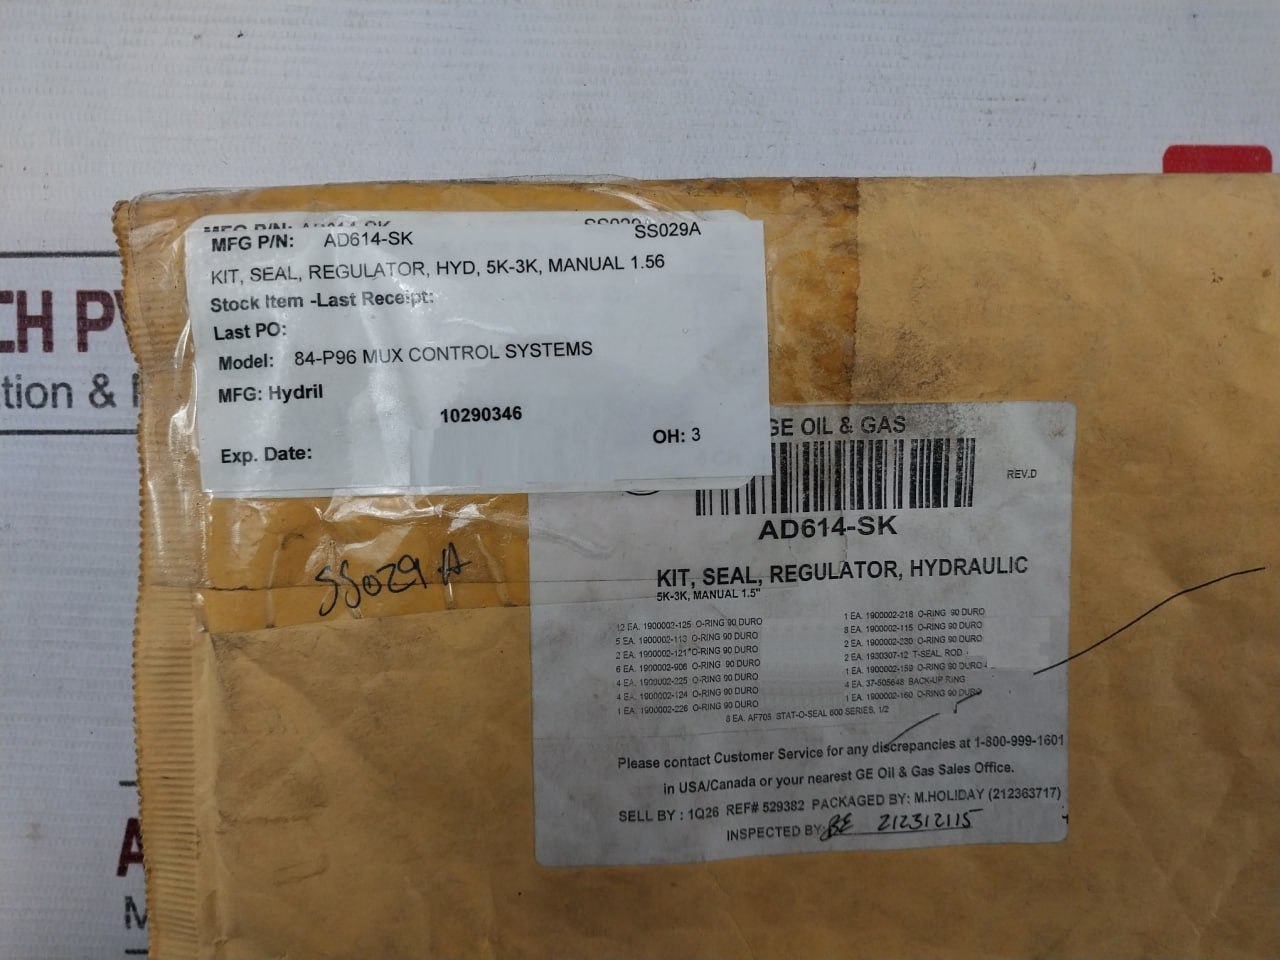 MFG P/N: AD614-SK SS029A
MFG P/N: AD614-SK SS029A
KIT, SEAL, REGULATOR, HYD, 5K-3K, MANUAL 1.56
Stock Item -Last Receipt:
Last PO:
Model: 84-P96 MUX CONTROL SYSTEMS
MFG: Hydril
10290346
OH: 3
Exp. Date:
CH PV
tion &
SS029A
GE OIL & GAS
REV.D
AD614-SK
KIT, SEAL, REGULATOR, HYDRAULIC
5K-3K, MANUAL 1.5"
12 EA. 1900002-125 O-RING 90 DURO
5 EA. 1900002-113 O-RING 90 DURO
2 EA. 1900002-121 O-RING 90 DURO
6 EA. 1900002-906 O-RING 90 DURO
4 EA. 1900002-225 O-RING 90 DURO
4 EA. 1900002-124 O-RING 90 DURO
1 EA. 1900002-226 O-RING 90 DURO
1 EA. 1900002-218 O-RING 90 DURO
8 EA. 1900002-115 O-RING 90 DURO
2 EA. 1900002-230 O-RING 90 DURO
2 EA. 1930307-12 T-SEAL, ROD
1 EA. 1900002-159 O-RING 90 DURO
4 EA. 37-505648 BACK-UP RING
1 EA. 1900002-160 O-RING 90 DURO
8 EA. AF705 STAT-O-SEAL 600 SERIES, 1/2
Please contact Customer Service for any discrepancies at 1-800-999-1601
in USA/Canada or your nearest GE Oil & Gas Sales Office.
SELL BY : 1Q26 REF# 529382 PACKAGED BY: M.HOLIDAY (212363717)
INSPECTED BY: BE 212312115
A
M